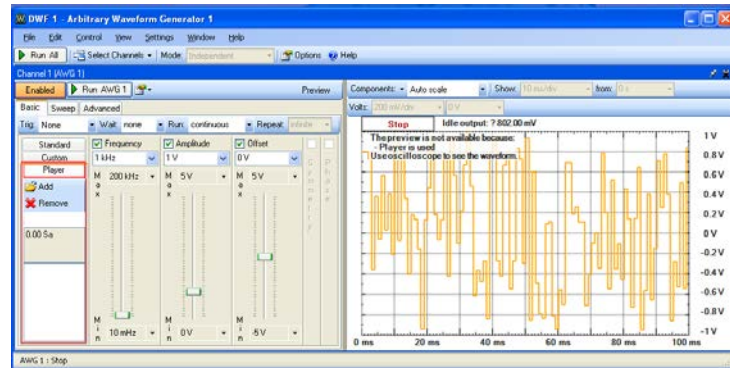 DWF 1 - Arbitrary Waveform Generator 1
File Edit Control View Settings Window Help
Run All Select Channels Mode: Independent Options Help
Channel 1 (AWG 1)
Enabled Run AWG 1 Preview
Basic Sweep Advanced
Trig: None Wait: none Run: continuous Repeat: infinite
Standard
Custom
Player
Add
Remove
0.00 Sa
Frequency Amplitude Offset
1 kHz 1 V 0 V
Max 200 kHz Max 5 V Max 5 V
Min 10 mHz Min 0 V Min -5 V
Components: Auto scale Show: 10 ms/div from: 0 s
Volts: 200 mV/div 0 V
Stop Idle output: ? 802.00 mV
The preview is not available because:
- Player is used
Use oscilloscope to see the waveform.
1 V
0.8 V
0.6 V
0.4 V
0.2 V
0 V
-0.2 V
-0.4 V
-0.6 V
-0.8 V
-1 V
0 ms 20 ms 40 ms 60 ms 80 ms 100 ms
AWG 1 : Stop